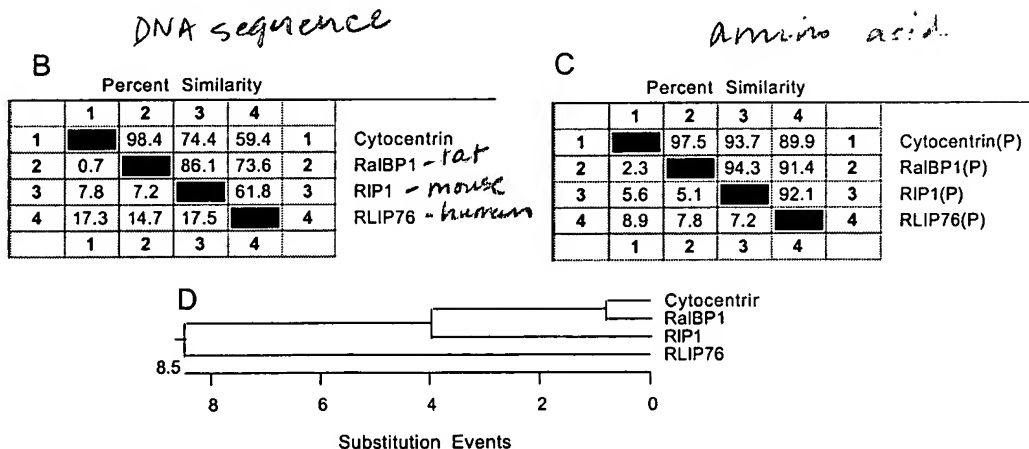 DNA sequence
amino acid
B
Percent Similarity
1 2 3 4
1 98.4 74.4 59.4 1 Cytocentrin
2 0.7 86.1 73.6 2 RalBP1 - rat
3 7.8 7.2 61.8 3 RIP1 - mouse
4 17.3 14.7 17.5 4 RLIP76 - human
1 2 3 4
C
Percent Similarity
1 2 3 4
1 97.5 93.7 89.9 1 Cytocentrin(P)
2 2.3 94.3 91.4 2 RalBP1(P)
3 5.6 5.1 92.1 3 RIP1(P)
4 8.9 7.8 7.2 4 RLIP76(P)
1 2 3 4
D
Cytocentrir
RalBP1
RIP1
RLIP76
8.5
8 6 4 2 0
Substitution Events